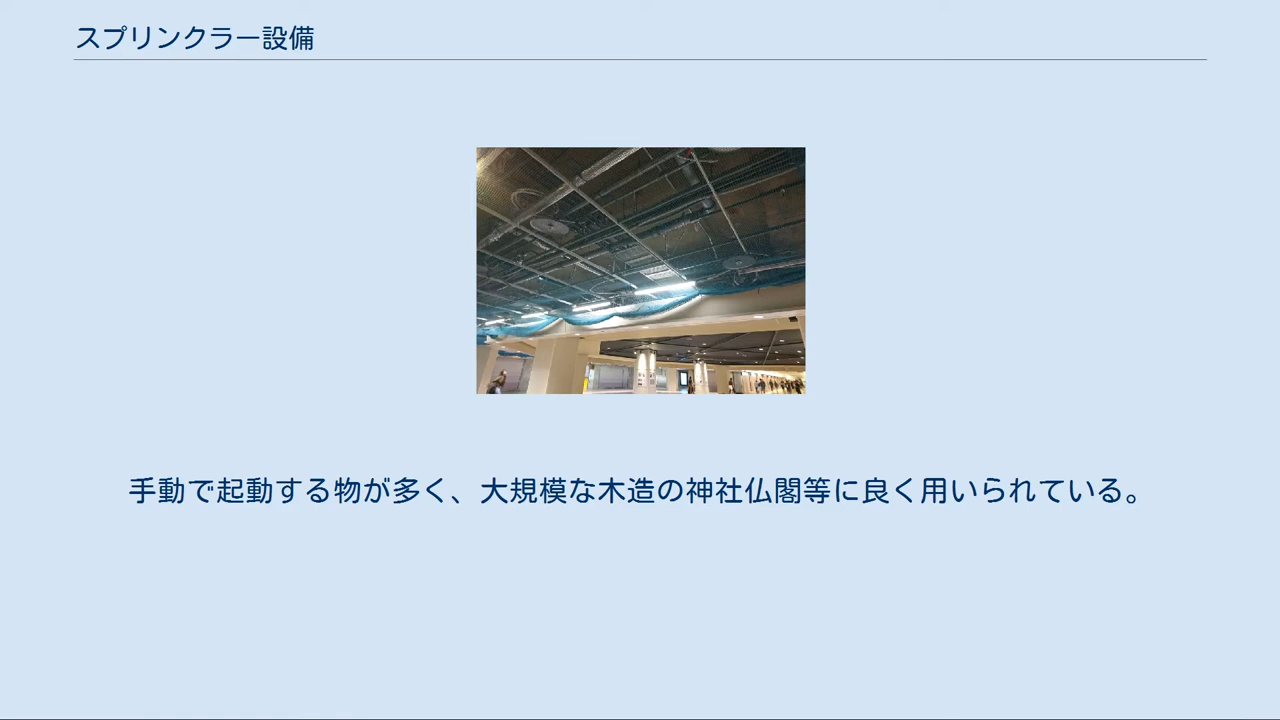 スプリンクラー設備
手動で起動する物が多く、大規模な木造の神社仏閣等に良く用いられている。